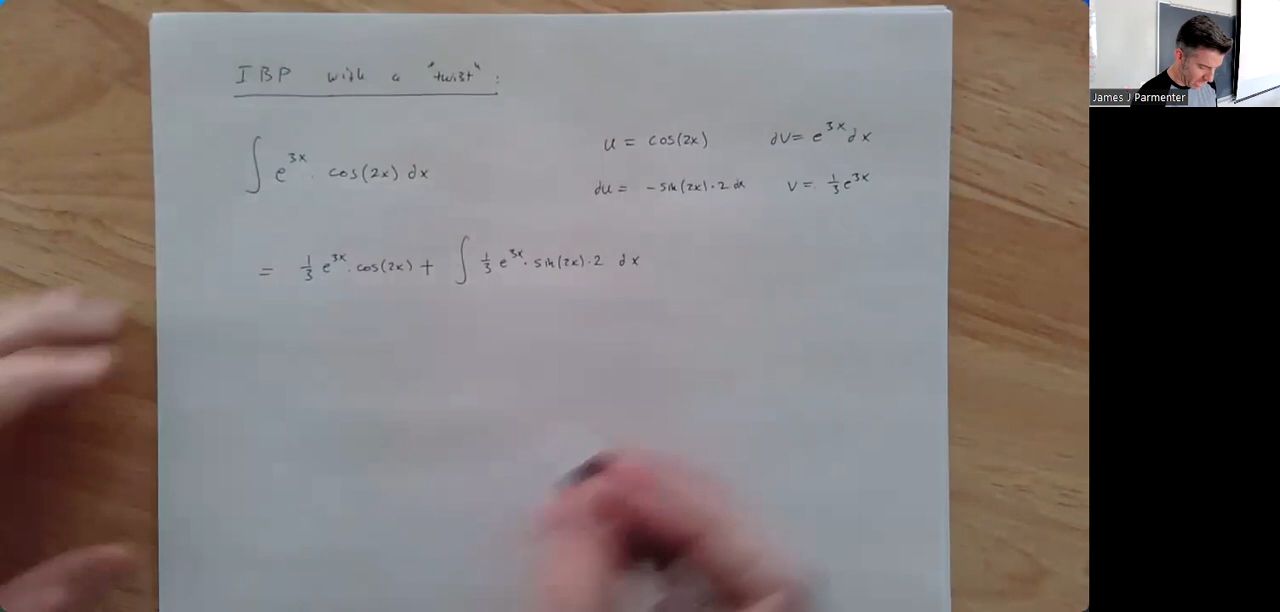 IBP with a "twist":
∫ e^{3x} · cos(2x) dx
u = cos(2x) dv = e^{3x} dx
du = -sin(2x)·2 dx v = 1/3 e^{3x}
= 1/3 e^{3x} · cos(2x) + ∫ 1/3 e^{3x} · sin(2x)·2 dx
James J Parmenter